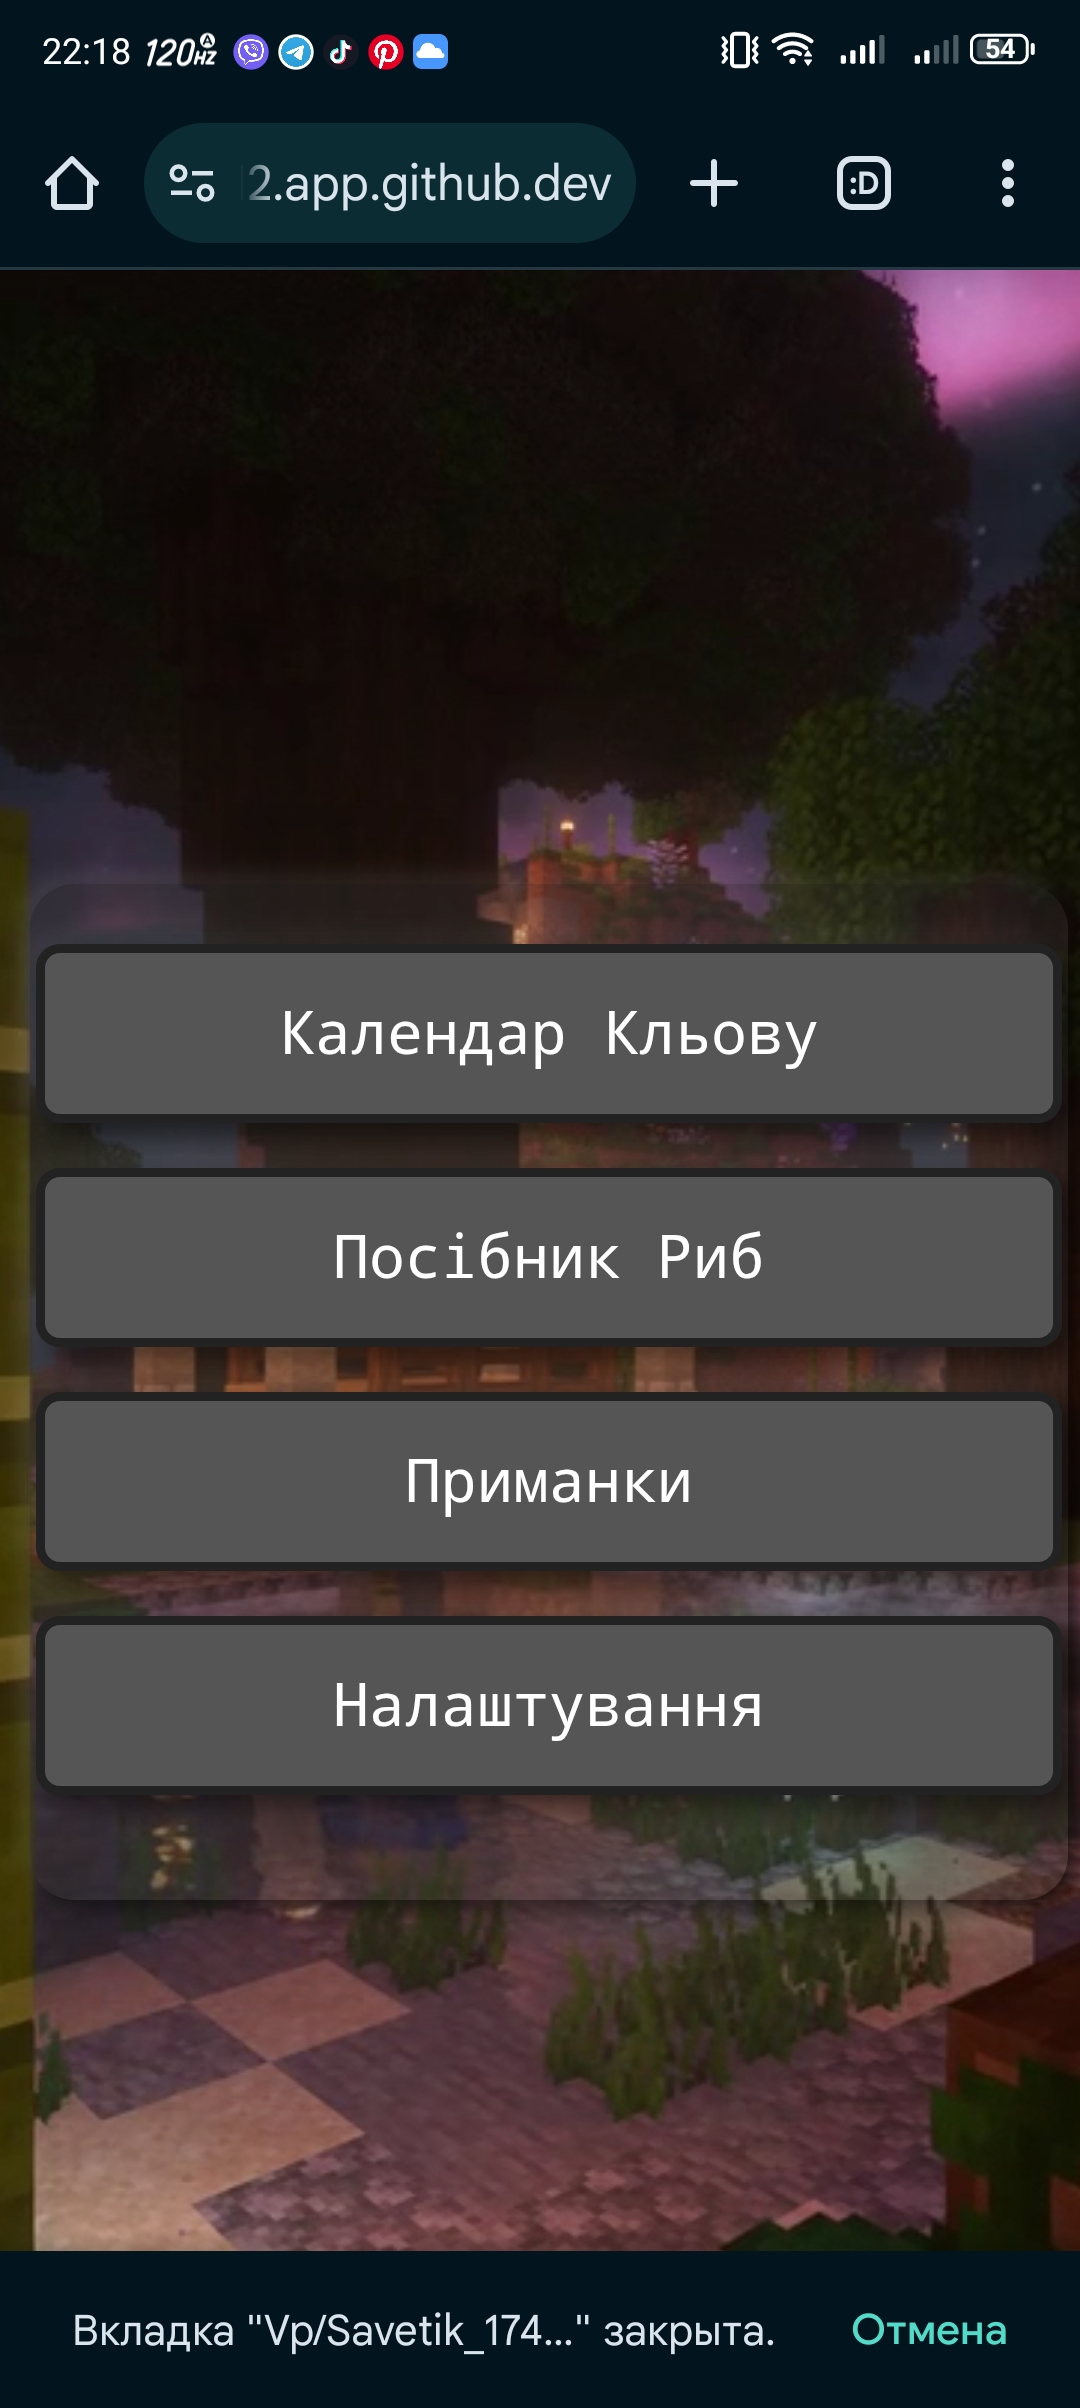 22:18 120HZ 54
2.app.github.dev :D
Календар Кльову
Посібник Риб
Приманки
Налаштування
Вкладка "Vp/Savetik_174..." закрыта. Отмена